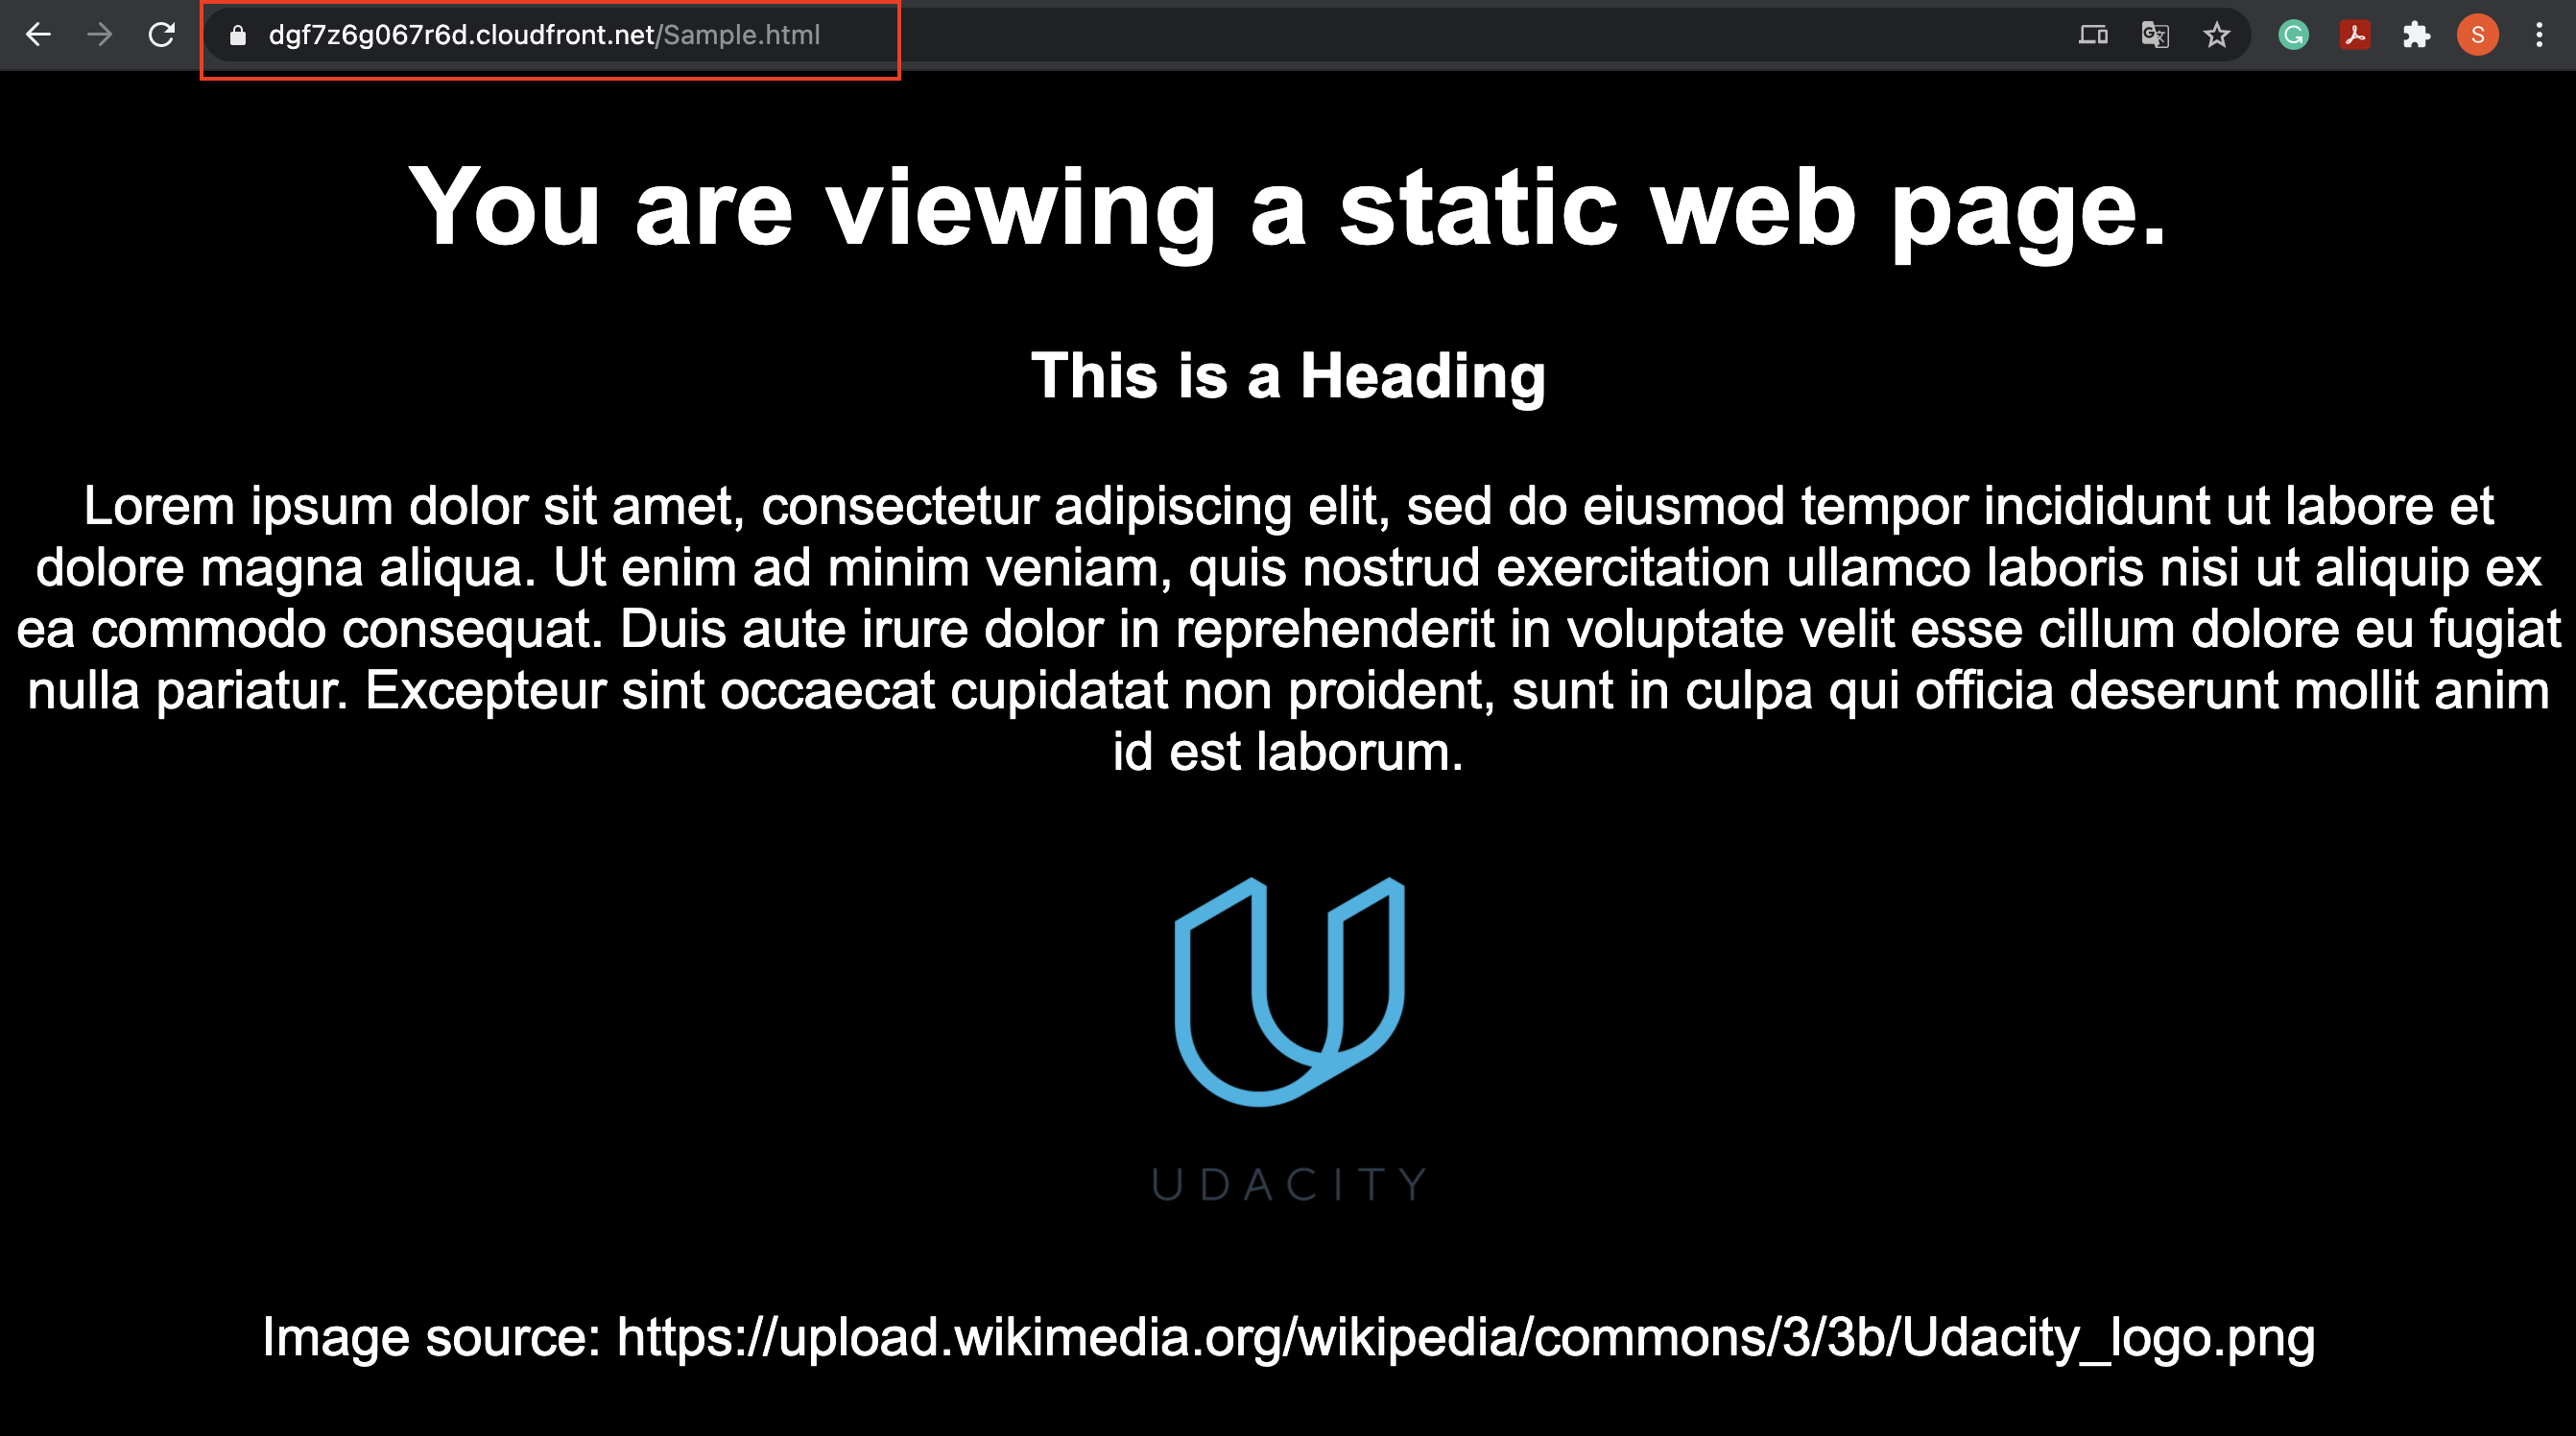 dgf7z6g067r6d.cloudfront.net/Sample.html
S
You are viewing a static web page.
This is a Heading
Lorem ipsum dolor sit amet, consectetur adipiscing elit, sed do eiusmod tempor incididunt ut labore et
dolore magna aliqua. Ut enim ad minim veniam, quis nostrud exercitation ullamco laboris nisi ut aliquip ex
ea commodo consequat. Duis aute irure dolor in reprehenderit in voluptate velit esse cillum dolore eu fugiat
nulla pariatur. Excepteur sint occaecat cupidatat non proident, sunt in culpa qui officia deserunt mollit anim
id est laborum.
UDACITY
Image source: https://upload.wikimedia.org/wikipedia/commons/3/3b/Udacity_logo.png